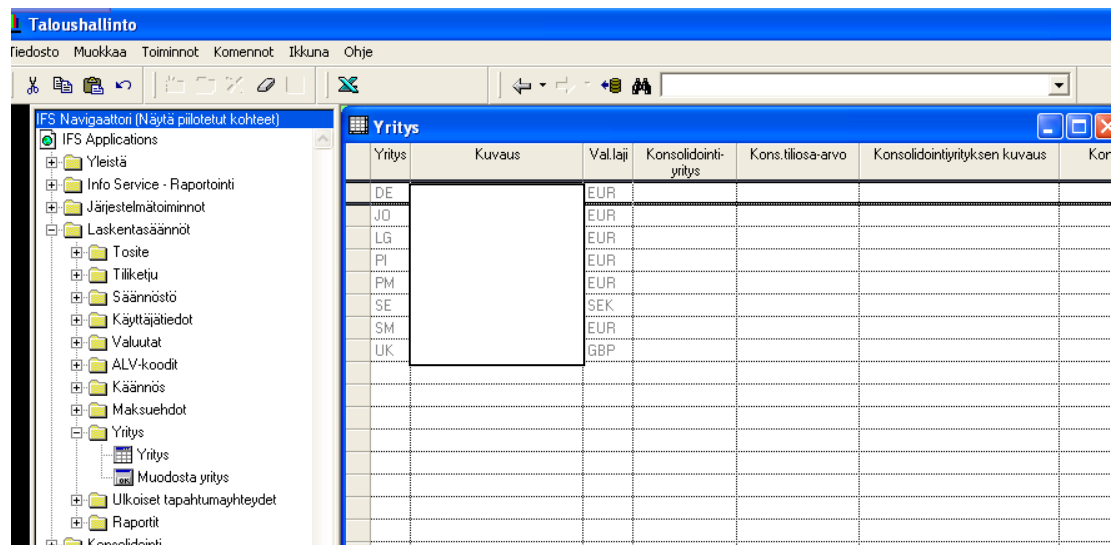 Taloushallinto
Tiedosto Muokkaa Toiminnot Komennot Ikkuna Ohje
IFS Navigaattori (Näytä piilotetut kohteet)
IFS Applications
Yleistä
Info Service - Raportointi
Järjestelmätoiminnot
Laskentasäännöt
Tosite
Tiliketju
Säännöstö
Käyttäjätiedot
Valuutat
ALV-koodit
Käännös
Maksuehdot
Yritys
Yritys
Muodosta yritys
Ulkoiset tapahtumayhteydet
Raportit
Konsolidointi
Yritys
Yritys Kuvaus Val.laji Konsolidointi- Kons.tiliosa-arvo Konsolidointiyrityksen kuvaus Kon
yritys
DE EUR
JO EUR
LG EUR
PI EUR
PM EUR
SE SEK
SM EUR
UK GBP